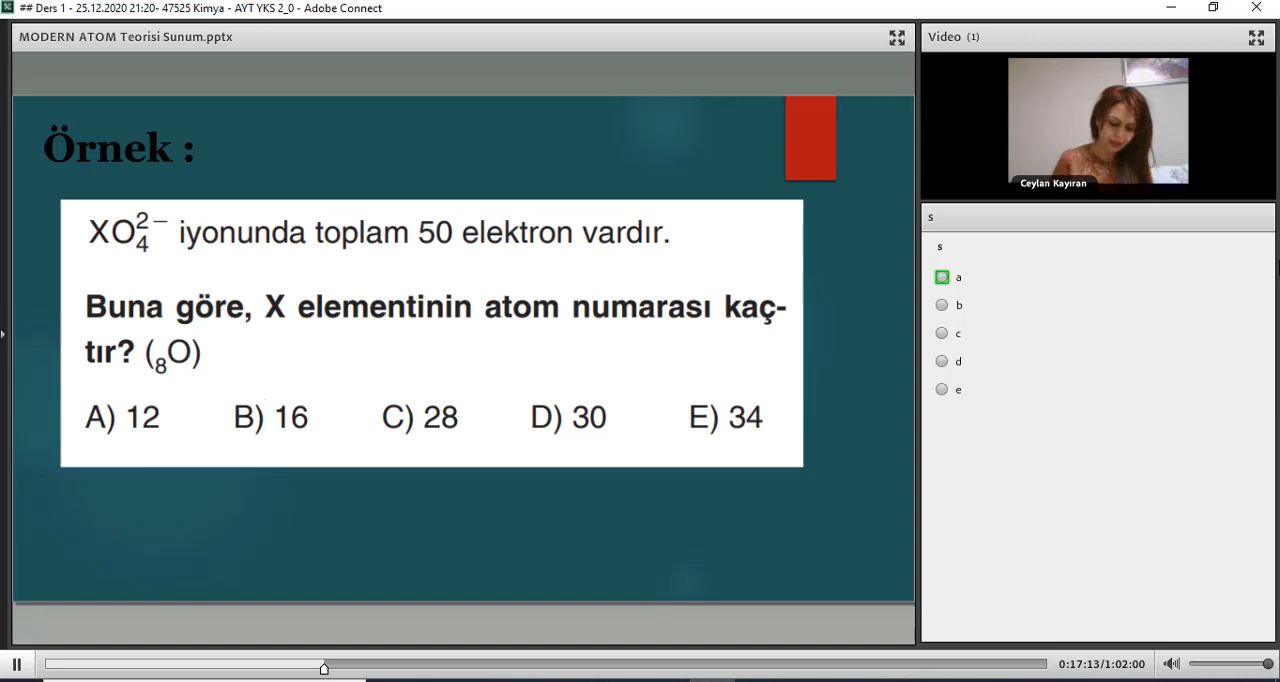 ## Ders 1 - 25.12.2020 21:20- 47525 Kimya - AYT YKS 2_0 - Adobe Connect
MODERN ATOM Teorisi Sunum.pptx
Örnek :
XO₄²⁻ iyonunda toplam 50 elektron vardır.
Buna göre, X elementinin atom numarası kaç-
tır? (₈O)
A) 12 B) 16 C) 28 D) 30 E) 34
Video (1)
Ceylan Kayıran
s
s
a
b
c
d
e
0:17:13/1:02:00